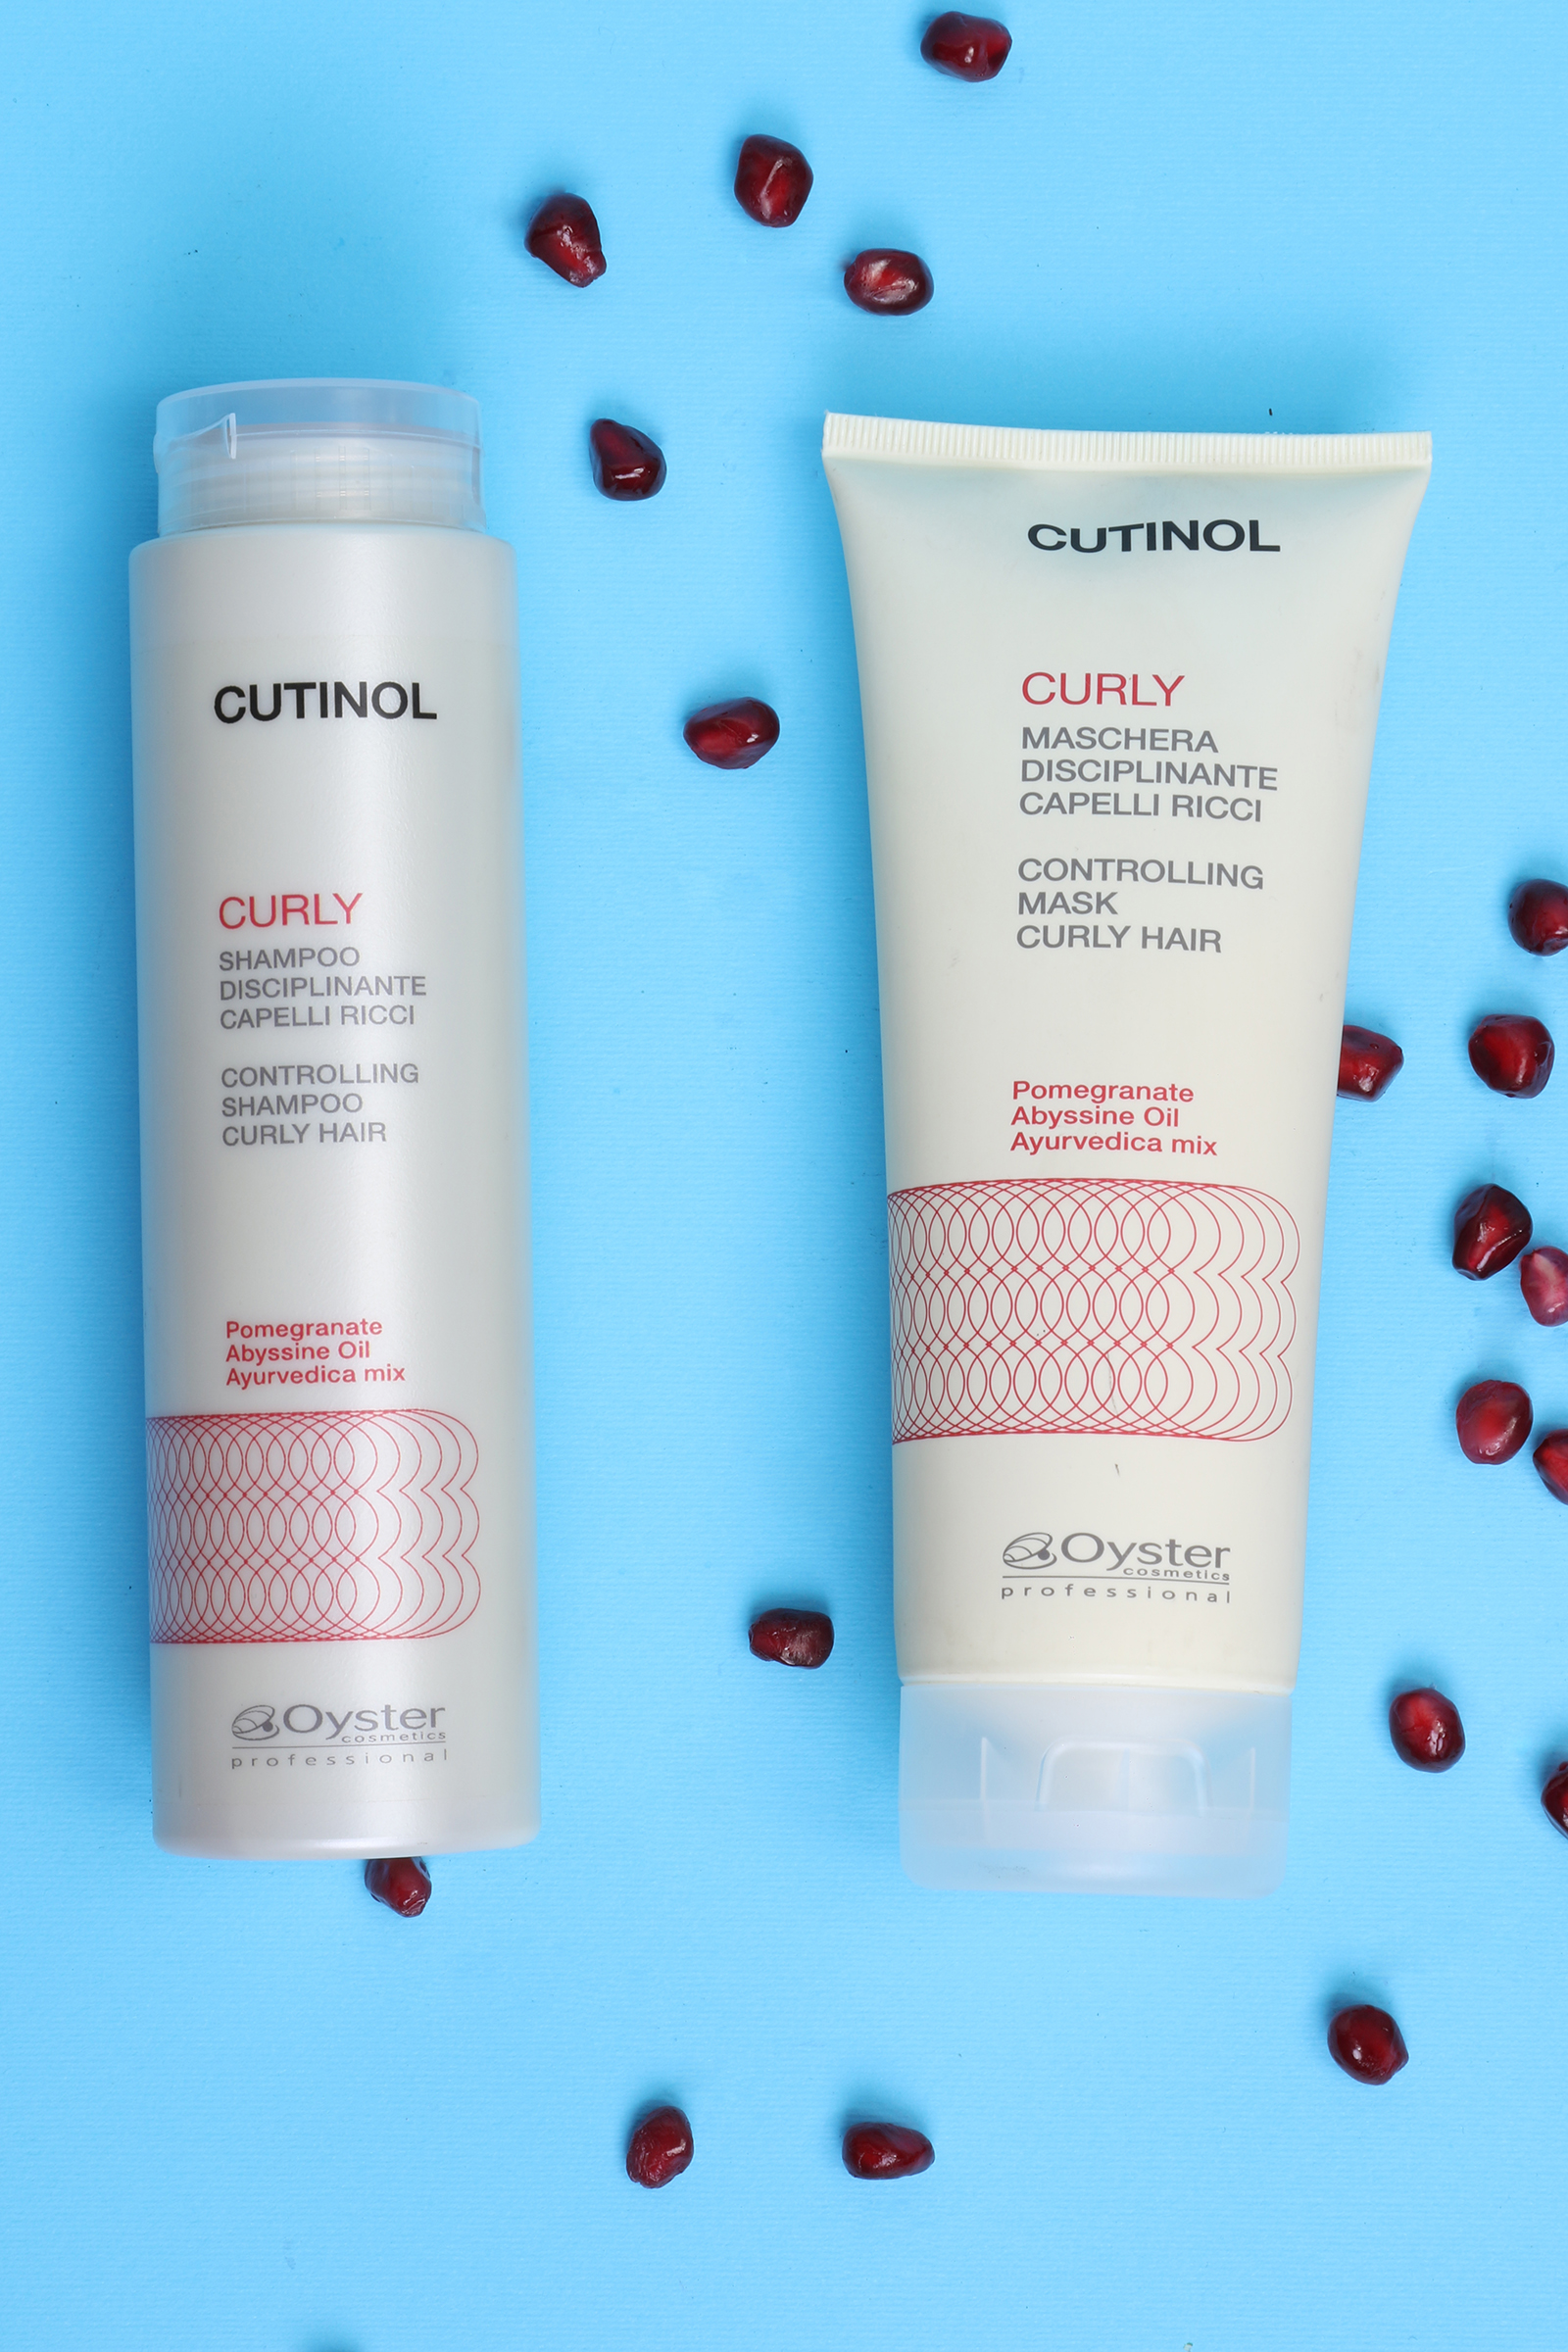 CUTINOL
CURLY
SHAMPOO
DISCIPLINANTE
CAPELLI RICCI
CONTROLLING
SHAMPOO
CURLY HAIR
Pomegranate
Abyssine Oil
Ayurvedica mix
Oyster
cosmetics
professional
CUTINOL
CURLY
MASCHERA
DISCIPLINANTE
CAPELLI RICCI
CONTROLLING
MASK
CURLY HAIR
Pomegranate
Abyssine Oil
Ayurvedica mix
Oyster
cosmetics
professional